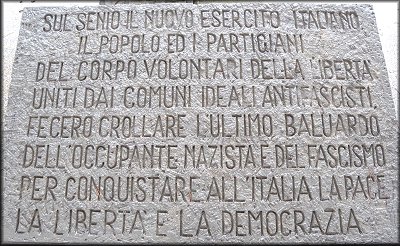 SUL SENIO IL NUOVO ESERCITO ITALIANO,
IL POPOLO ED I PARTIGIANI
DEL CORPO VOLONTARI DELLA LIBERTA'
UNITI DAI COMUNI IDEALI ANTIFASCISTI,
FECERO CROLLARE L'ULTIMO BALUARDO
DELL'OCCUPANTE NAZISTA E DEL FASCISMO
PER CONQUISTARE ALL'ITALIA LA PACE
LA LIBERTA' E LA DEMOCRAZIA.